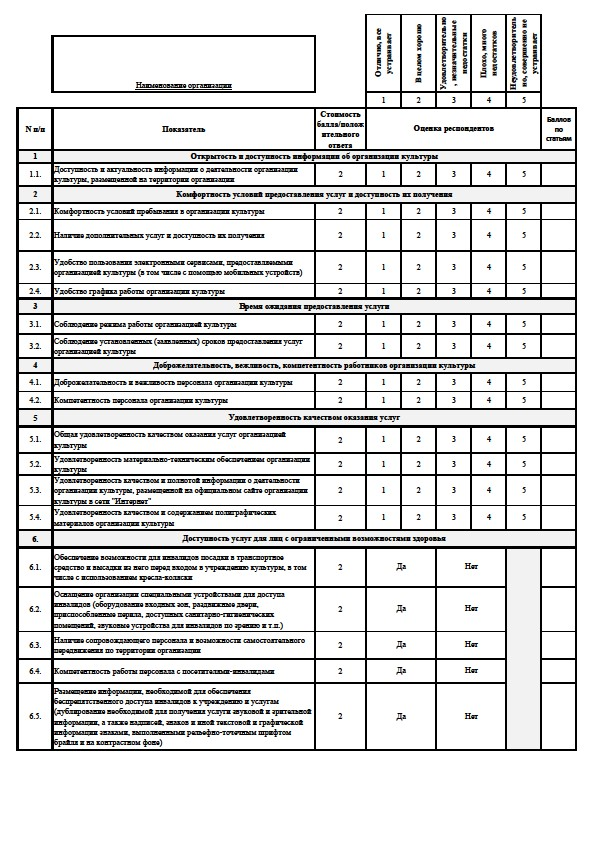 Отлично, все
устраивает
В целом хорошо
Удовлетворительно
, незначительные
недостатки
Плохо, много
недостатков
Неудовлетворитель
но, совершенно не
устраивает
Наименование организации
1 2 3 4 5
N п/п Показатель Стоимость балла/положительного ответа Оценка респондентов Баллов по статьям
1 Открытость и доступность информации об организации культуры
1.1. Доступность и актуальность информации о деятельности организации
культуры, размещенной на территории организации 2 1 2 3 4 5
2 Комфортность условий предоставления услуг и доступность их получения
2.1. Комфортность условий пребывания в организации культуры 2 1 2 3 4 5
2.2. Наличие дополнительных услуг и доступность их получения 2 1 2 3 4 5
2.3. Удобство пользования электронными сервисами, предоставляемыми
организацией культуры (в том числе с помощью мобильных устройств) 2 1 2 3 4 5
2.4. Удобство графика работы организации культуры 2 1 2 3 4 5
3 Время ожидания предоставления услуги
3.1. Соблюдение режима работы организацией культуры 2 1 2 3 4 5
3.2. Соблюдение установленных (заявленных) сроков предоставления услуг
организацией культуры 2 1 2 3 4 5
4 Доброжелательность, вежливость, компетентность работников организации культуры
4.1. Доброжелательность и вежливость персонала организации культуры 2 1 2 3 4 5
4.2. Компетентность персонала организации культуры 2 1 2 3 4 5
5 Удовлетворенность качеством оказания услуг
5.1. Общая удовлетворенность качеством оказания услуг организацией
культуры 2 1 2 3 4 5
5.2. Удовлетворенность материально-техническим обеспечением организации
культуры 2 1 2 3 4 5
5.3. Удовлетворенность качеством и полнотой информации о деятельности
организации культуры, размещенной на официальном сайте организации
культуры в сети "Интернет" 2 1 2 3 4 5
5.4. Удовлетворенность качеством и содержанием полиграфических
материалов организации культуры 2 1 2 3 4 5
6. Доступность услуг для лиц с ограниченными возможностями здоровья
6.1. Обеспечение возможности для инвалидов посадки в транспортное
средство и высадки из него перед входом в учреждению культуры, в том
числе с использованием кресла-коляски 2 Да Нет
6.2. Оснащение организации специальными устройствами для доступа
инвалидов (оборудование входных зон, раздвижные двери,
приспособленные перила, доступных санитарно-гигиенических
помещений, звуковые устройства для инвалидов по зрению и т.п.) 2 Да Нет
6.3. Наличие сопровождающего персонала и возможности самостоятельного
передвижения по территории организации 2 Да Нет
6.4. Компетентность работы персонала с посетителями-инвалидами 2 Да Нет
6.5. Размещение информации, необходимой для обеспечения
беспрепятственного доступа инвалидов к учреждению и услугам
(дублирование необходимой для получения услуги звуковой и зрительной
информации, а также надписей, знаков и иной текстовой и графической
информации знаками, выполненными рельефно-точечным шрифтом
брайля и на контрастном фоне) 2 Да Нет